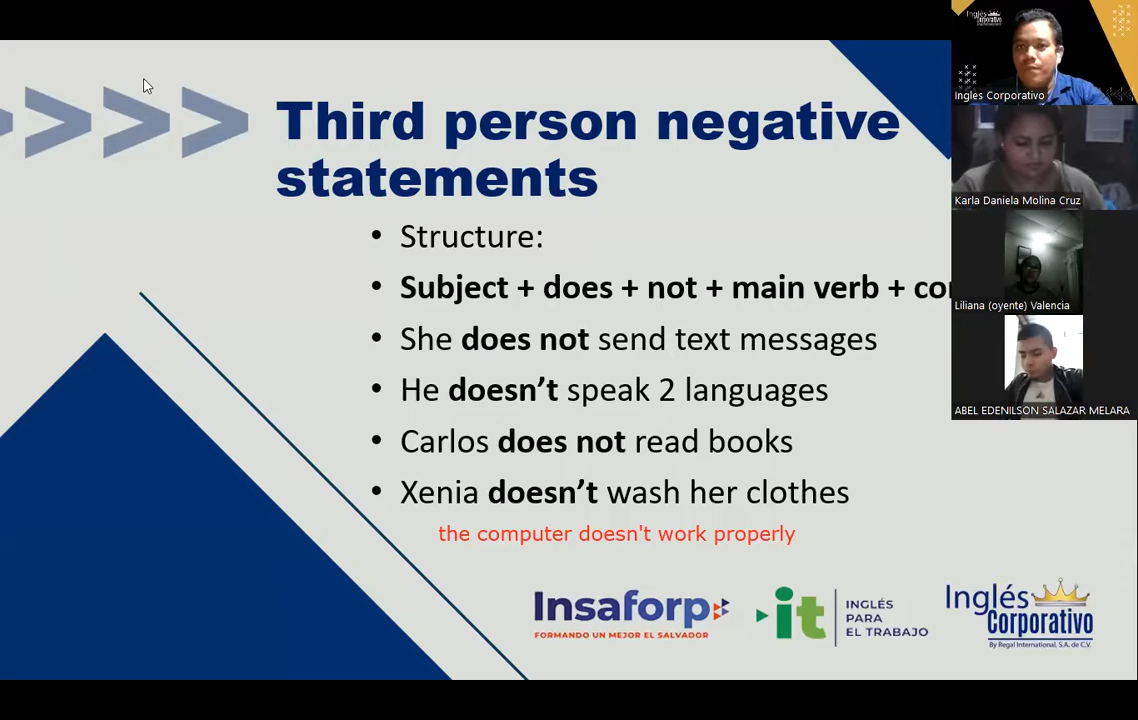 Third person negative
statements
• Structure:
• Subject + does + not + main verb +
• She does not send text messages
• He doesn’t speak 2 languages
• Carlos does not read books
• Xenia doesn’t wash her clothes
the computer doesn't work properly
Insaforp
FORMANDO UN MEJOR EL SALVADOR
it
INGLÉS
PARA
EL TRABAJO
Inglés
Corporativo
By Regal International, S.A. de C.V.
Inglés
Corporativo
Ingles Corporativo
Karla Daniela Molina Cruz
Liliana (oyente) Valencia
ABEL EDENILSON SALAZAR MELARA